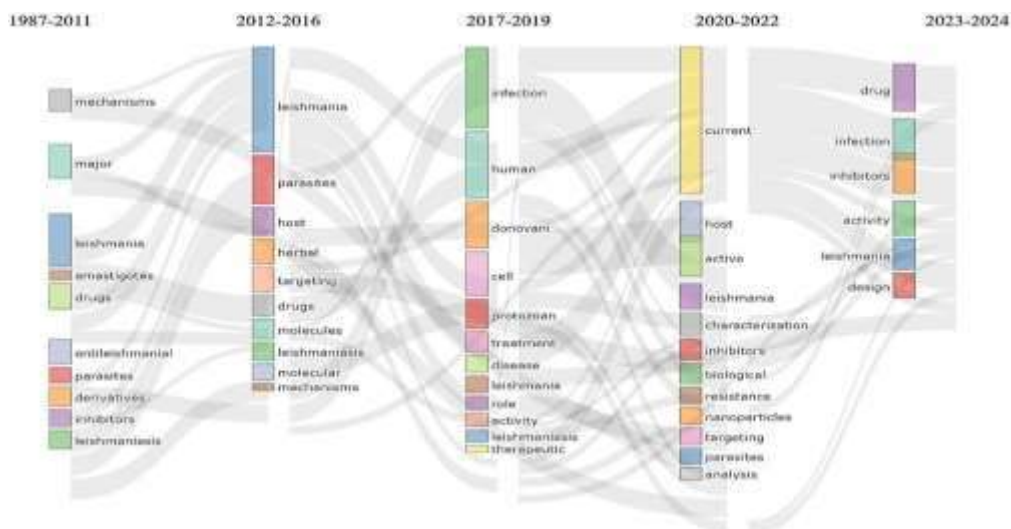 1987-2011 2012-2016 2017-2019 2020-2022 2023-2024
mechanisms
major
leishmania
amastigotes
drugs
antileishmanial
parasites
derivatives
inhibitors
leishmaniasis
leishmania
parasites
host
herbal
targeting
drugs
molecules
leishmaniasis
molecular
mechanisms
infection
human
donovani
cell
protozoan
treatment
disease
leishmania
role
activity
leishmaniasis
therapeutic
current
host
active
leishmania
characterization
inhibitors
biological
resistance
nanoparticles
targeting
parasites
analysis
drug
infection
inhibitors
activity
leishmania
design